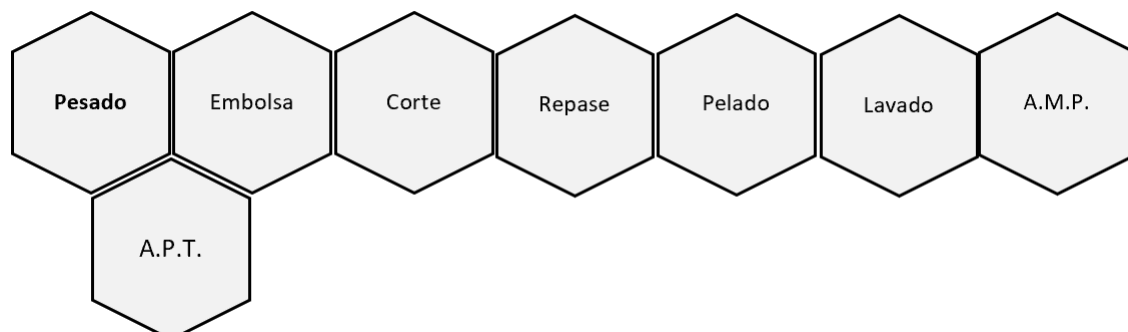 Pesado
Embolsa
Corte
Repase
Pelado
Lavado
A.M.P.
A.P.T.